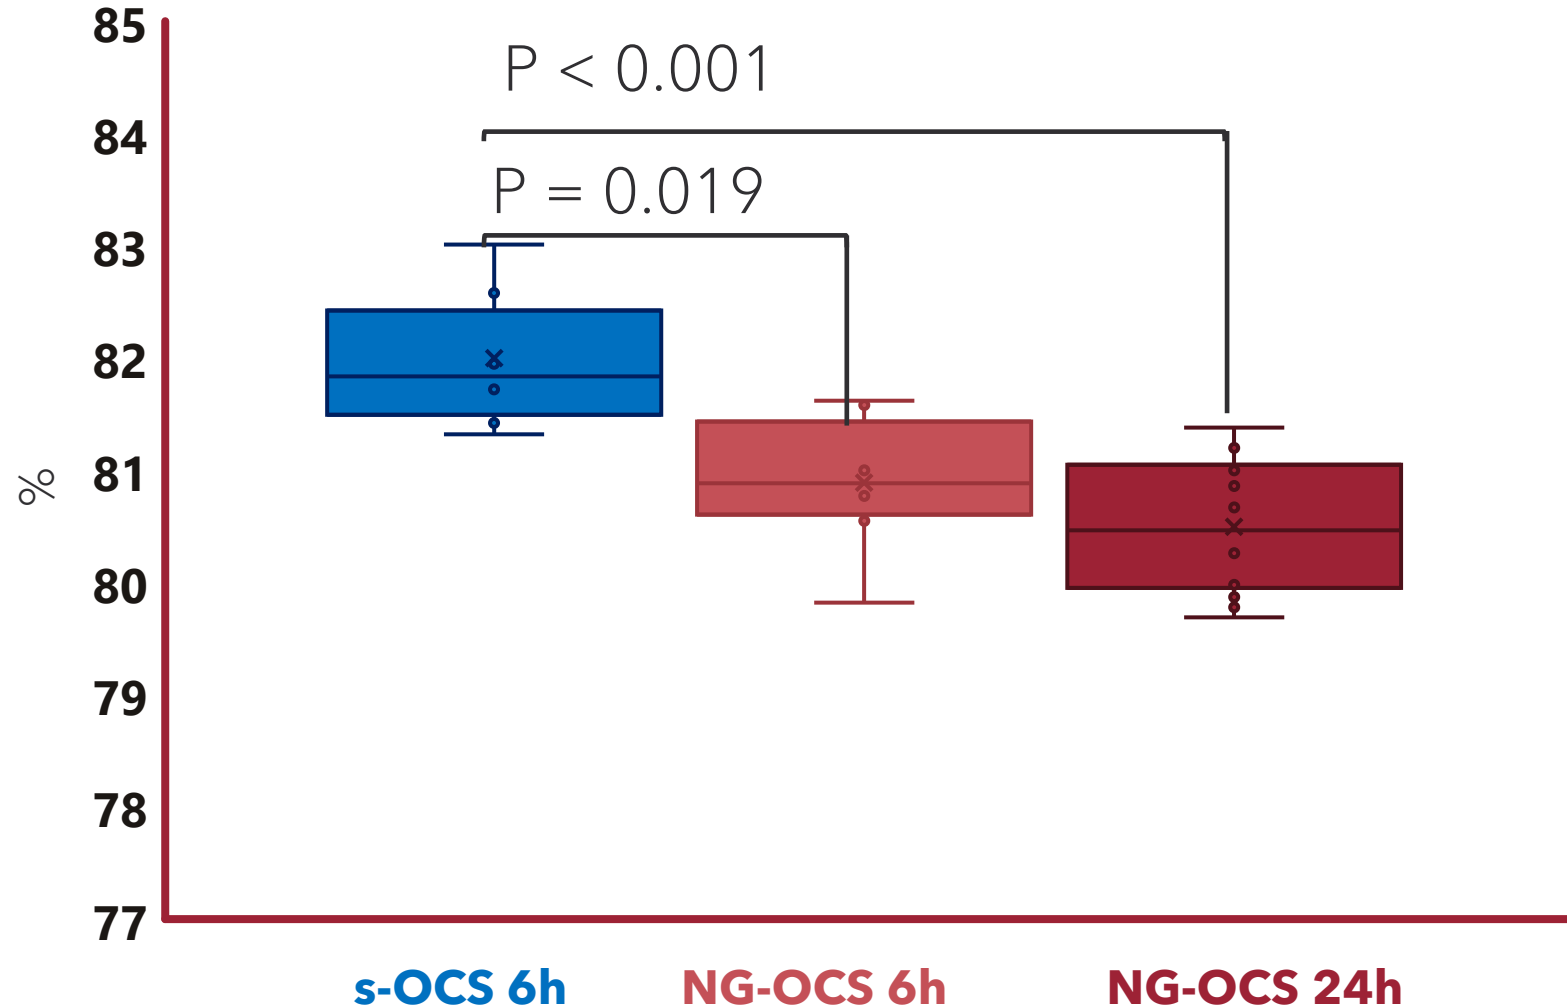 85
P < 0.001
84
P = 0.019
83
82
81
%
80
79
78
77
s-OCS 6h
NG-OCS 6h
NG-OCS 24h